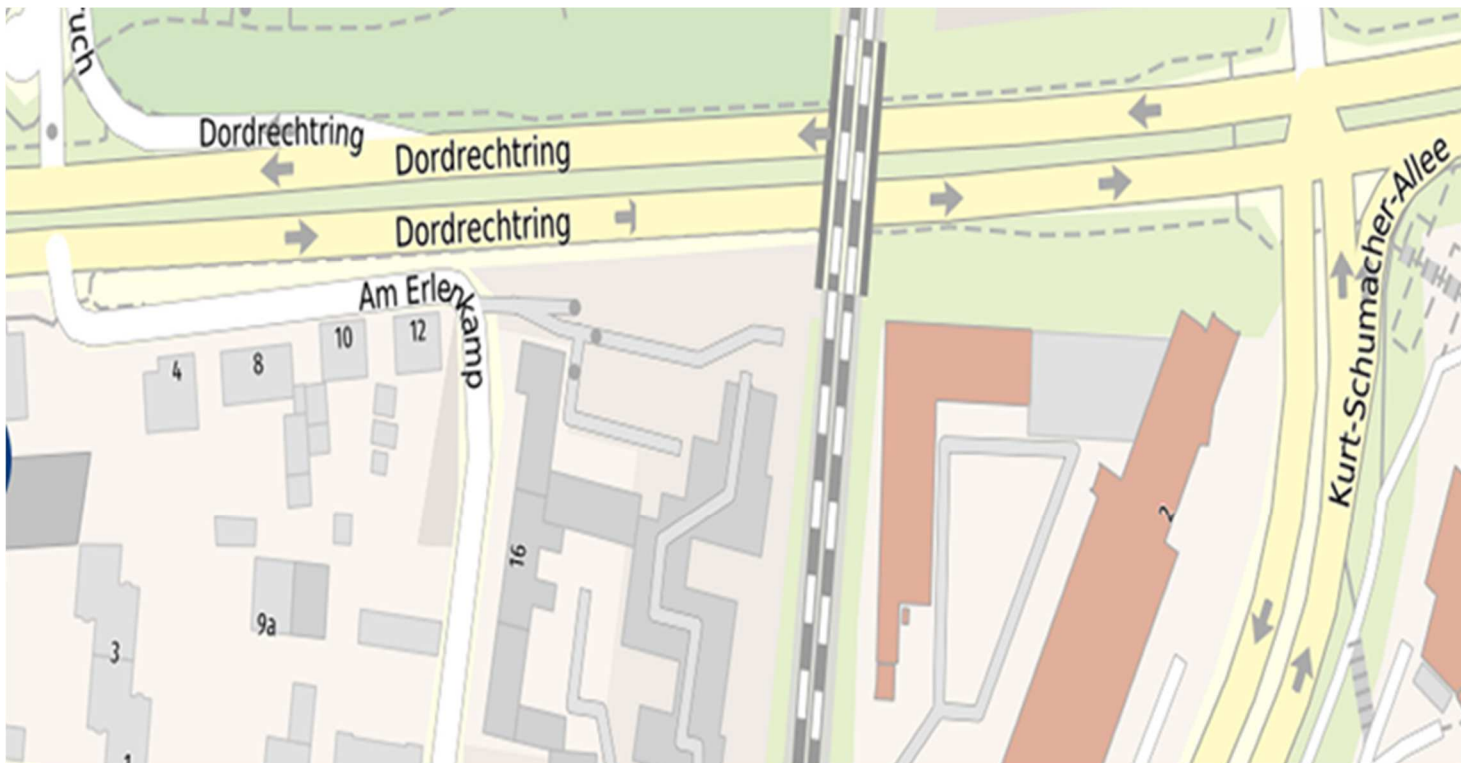 uch
Dordrechtring
Dordrechtring
Dordrechtring
Kurt-Schumacher-Allee
Am Erlenkamp
10
12
4
8
2
16
9a
3
1